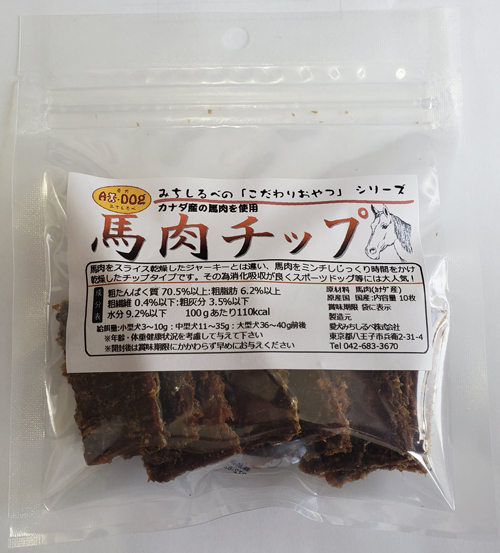 愛犬
AB-DOG
みちしるべ
みちしるべの「こだわりおやつ」シリーズ
カナダ産の馬肉を使用
馬肉チップ
馬肉をスライス乾燥したジャーキーとは違い、馬肉をミンチしじっくり時間をかけ
乾燥したチップタイプです。その為消化吸収が良くスポーツドッグ等には大人気！
成分表
粗たんぱく質 70.5%以上:粗脂肪 6.2%以上
粗繊維 0.4%以下:粗灰分 3.5%以下
水分 9.2%以下 100gあたり110kcal
給餌量:小型犬3～10g:中型犬11～35g:大型犬36～40g前後
※年齢・体重健康状況を考慮して与えて下さい
※開封後は賞味期限にかかわらず早めにお与えください
原材料 馬肉(ｶﾅﾀﾞ産)
原産国 国産:内容量 10枚
賞味期限 袋に表示
製造元
愛犬みちしるべ株式会社
東京都八王子市兵衛2-31-4
Tel 042-683-3670